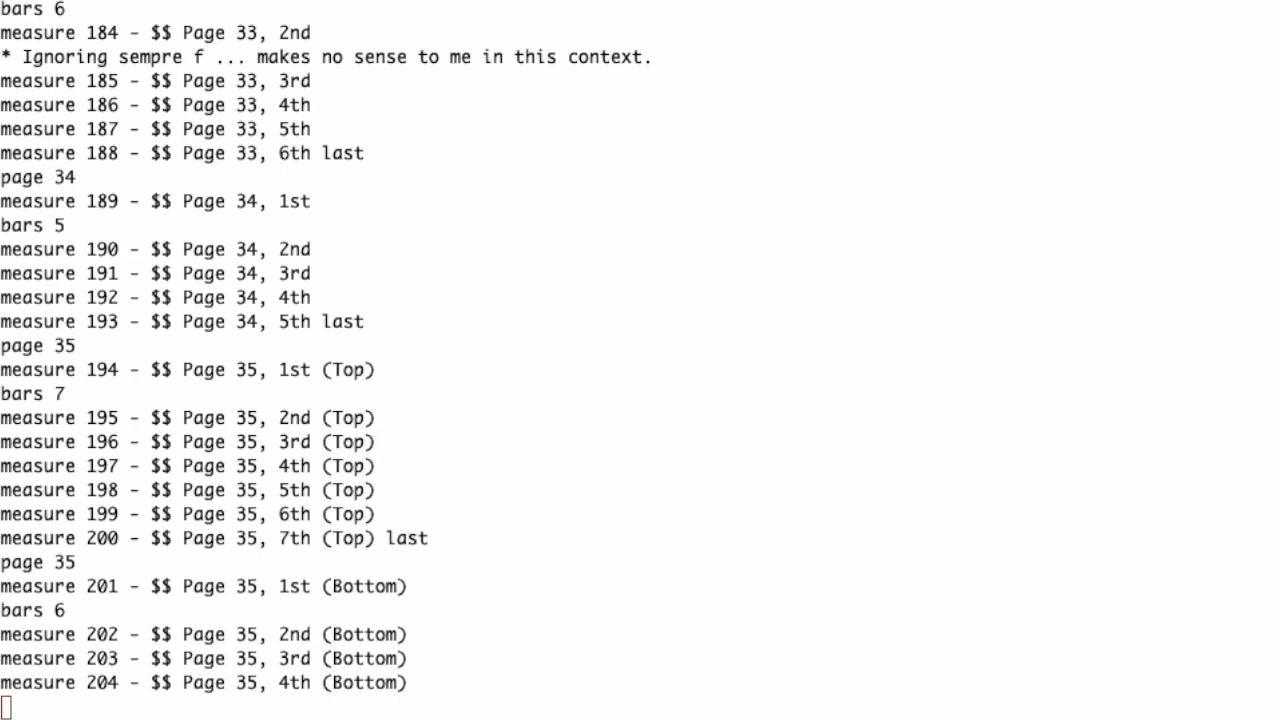 bars 6
measure 184 - $$ Page 33, 2nd
* Ignoring sempre f ... makes no sense to me in this context.
measure 185 - $$ Page 33, 3rd
measure 186 - $$ Page 33, 4th
measure 187 - $$ Page 33, 5th
measure 188 - $$ Page 33, 6th last
page 34
measure 189 - $$ Page 34, 1st
bars 5
measure 190 - $$ Page 34, 2nd
measure 191 - $$ Page 34, 3rd
measure 192 - $$ Page 34, 4th
measure 193 - $$ Page 34, 5th last
page 35
measure 194 - $$ Page 35, 1st (Top)
bars 7
measure 195 - $$ Page 35, 2nd (Top)
measure 196 - $$ Page 35, 3rd (Top)
measure 197 - $$ Page 35, 4th (Top)
measure 198 - $$ Page 35, 5th (Top)
measure 199 - $$ Page 35, 6th (Top)
measure 200 - $$ Page 35, 7th (Top) last
page 35
measure 201 - $$ Page 35, 1st (Bottom)
bars 6
measure 202 - $$ Page 35, 2nd (Bottom)
measure 203 - $$ Page 35, 3rd (Bottom)
measure 204 - $$ Page 35, 4th (Bottom)